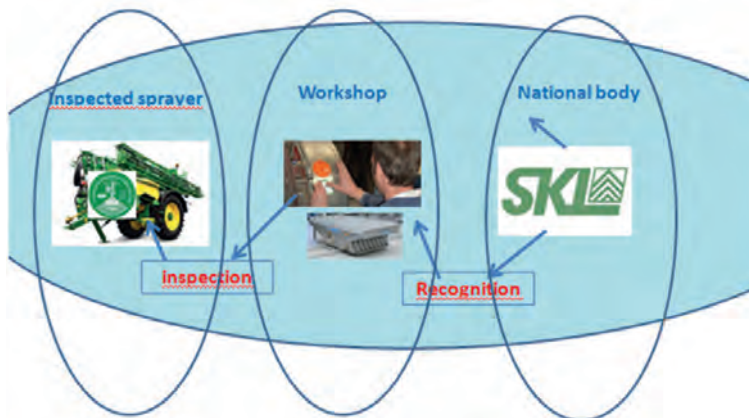 Inspected sprayer
Workshop
National body
SKL
inspection
Recognition